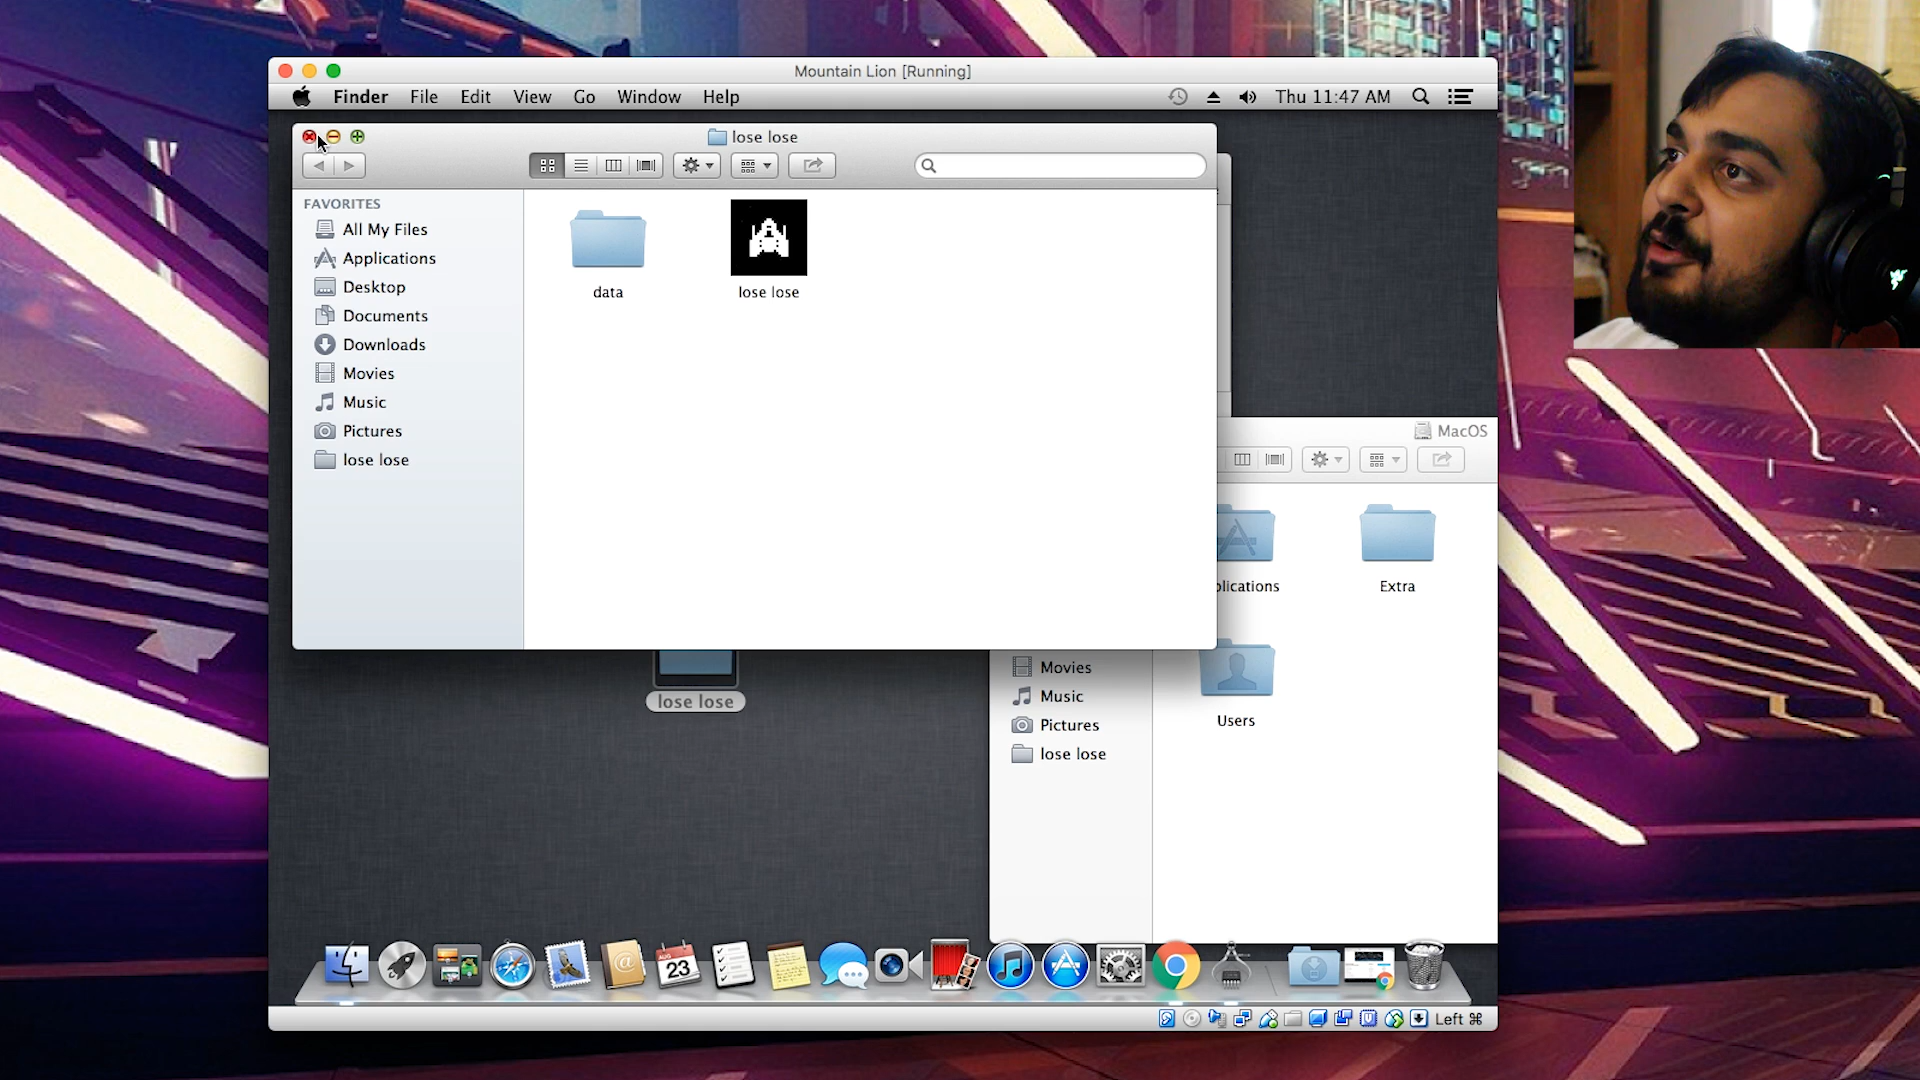 Mountain Lion [Running]
Finder File Edit View Go Window Help
Thu 11:47 AM
lose lose
FAVORITES
All My Files
Applications
Desktop
Documents
Downloads
Movies
Music
Pictures
lose lose
data
lose lose
MacOS
plications
Extra
Users
Movies
Music
Pictures
lose lose
lose lose
AUG
23
Left ⌘